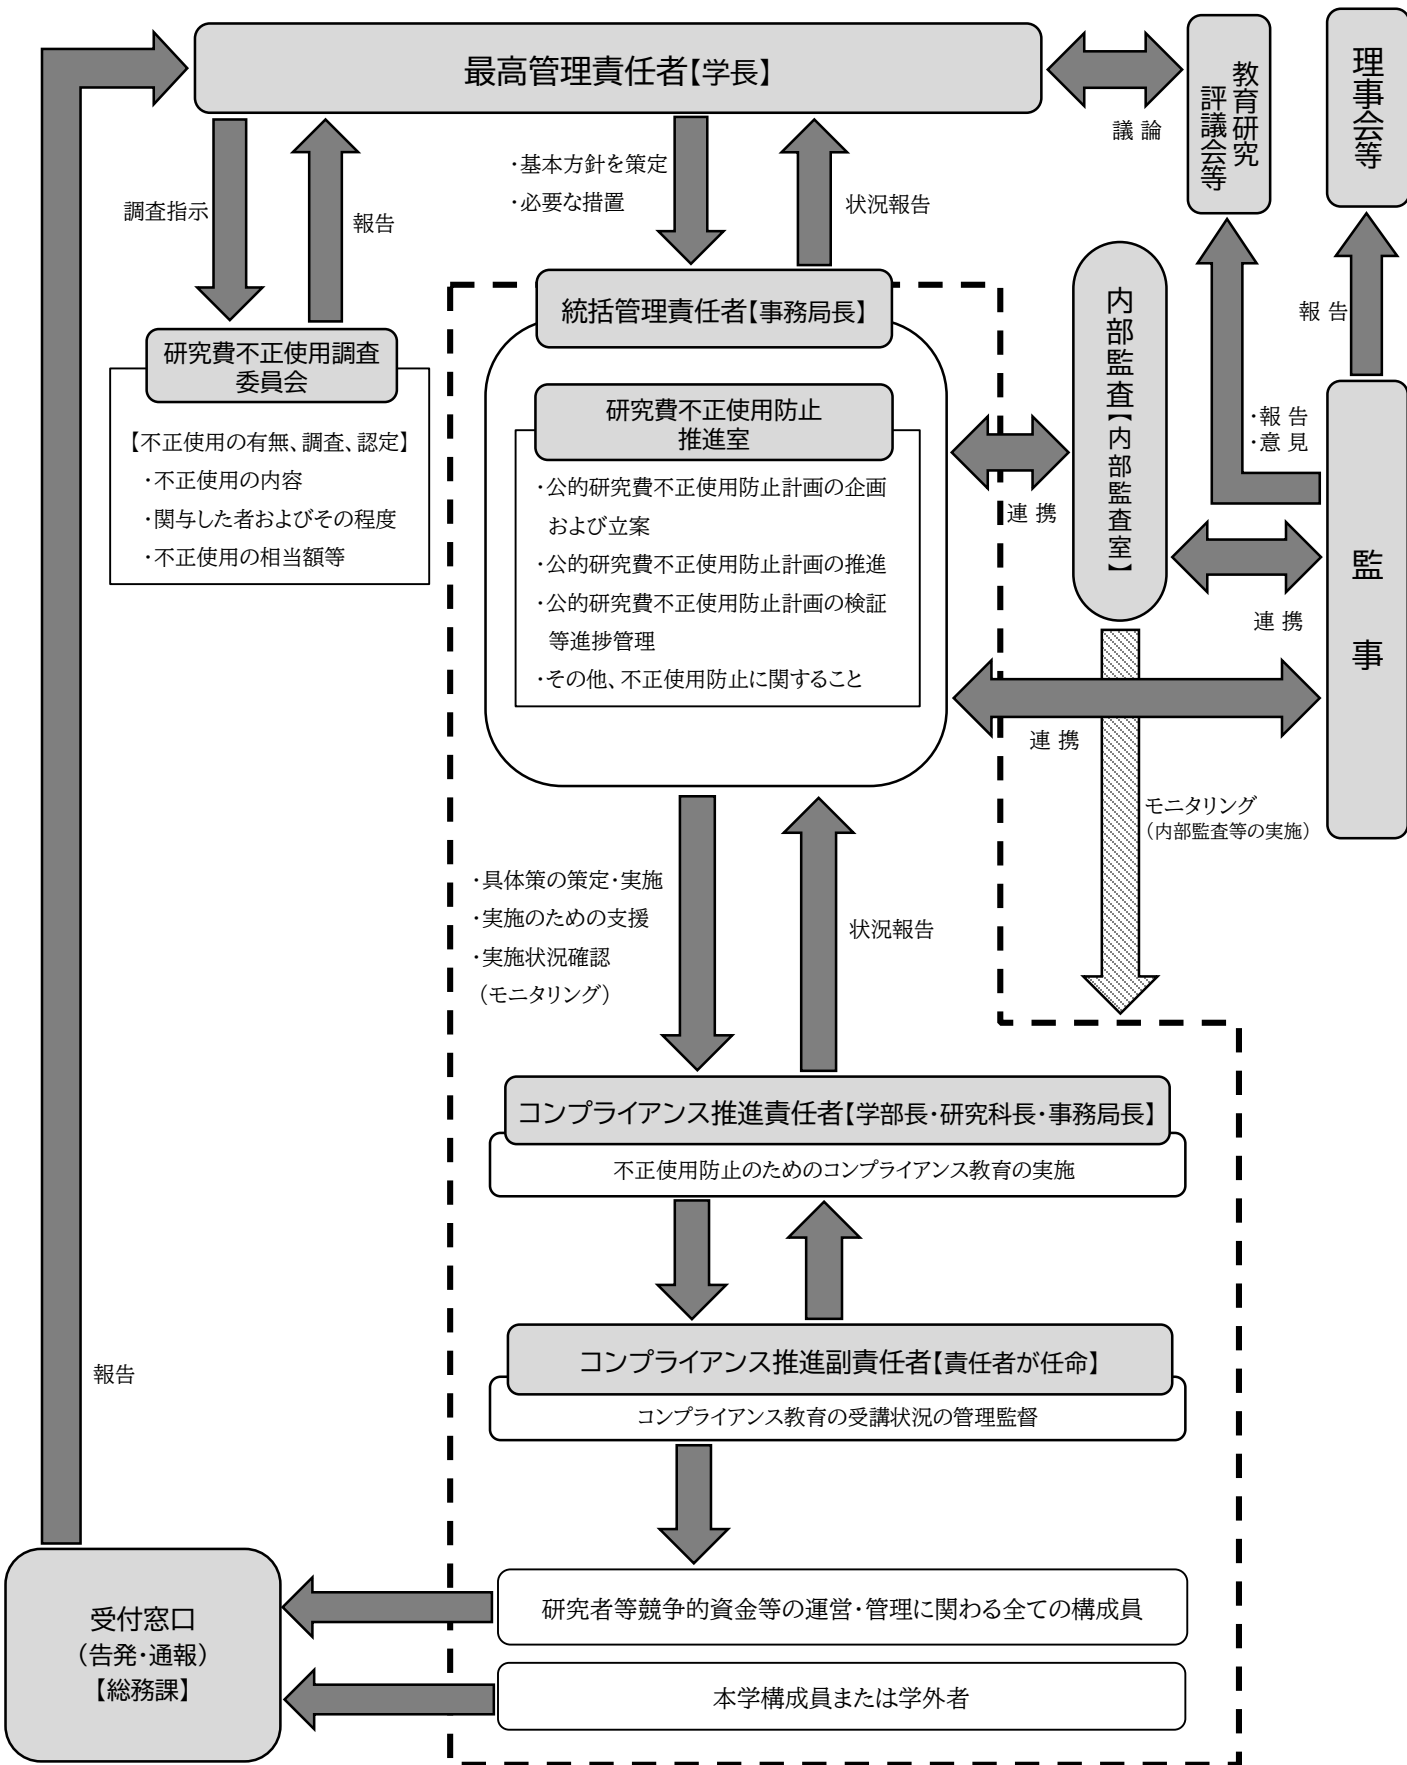 最高管理責任者【学長】
議 論
教育研究
評議会等
理事会等
調査指示
報告
・基本方針を策定
・必要な措置
状況報告
研究費不正使用調査
委員会
【不正使用の有無、調査、認定】
・不正使用の内容
・関与した者およびその程度
・不正使用の相当額等
統括管理責任者【事務局長】
研究費不正使用防止
推進室
・公的研究費不正使用防止計画の企画
および立案
・公的研究費不正使用防止計画の推進
・公的研究費不正使用防止計画の検証
等進捗管理
・その他、不正使用防止に関すること
連 携
内部監査【内部監査室】
・報 告
・意 見
報 告
連 携
監 事
連 携
モニタリング
（内部監査等の実施）
・具体策の策定・実施
・実施のための支援
・実施状況確認
（モニタリング）
状況報告
コンプライアンス推進責任者【学部長・研究科長・事務局長】
不正使用防止のためのコンプライアンス教育の実施
コンプライアンス推進副責任者【責任者が任命】
コンプライアンス教育の受講状況の管理監督
報告
研究者等競争的資金等の運営・管理に関わる全ての構成員
本学構成員または学外者
受付窓口
（告発・通報）
【総務課】